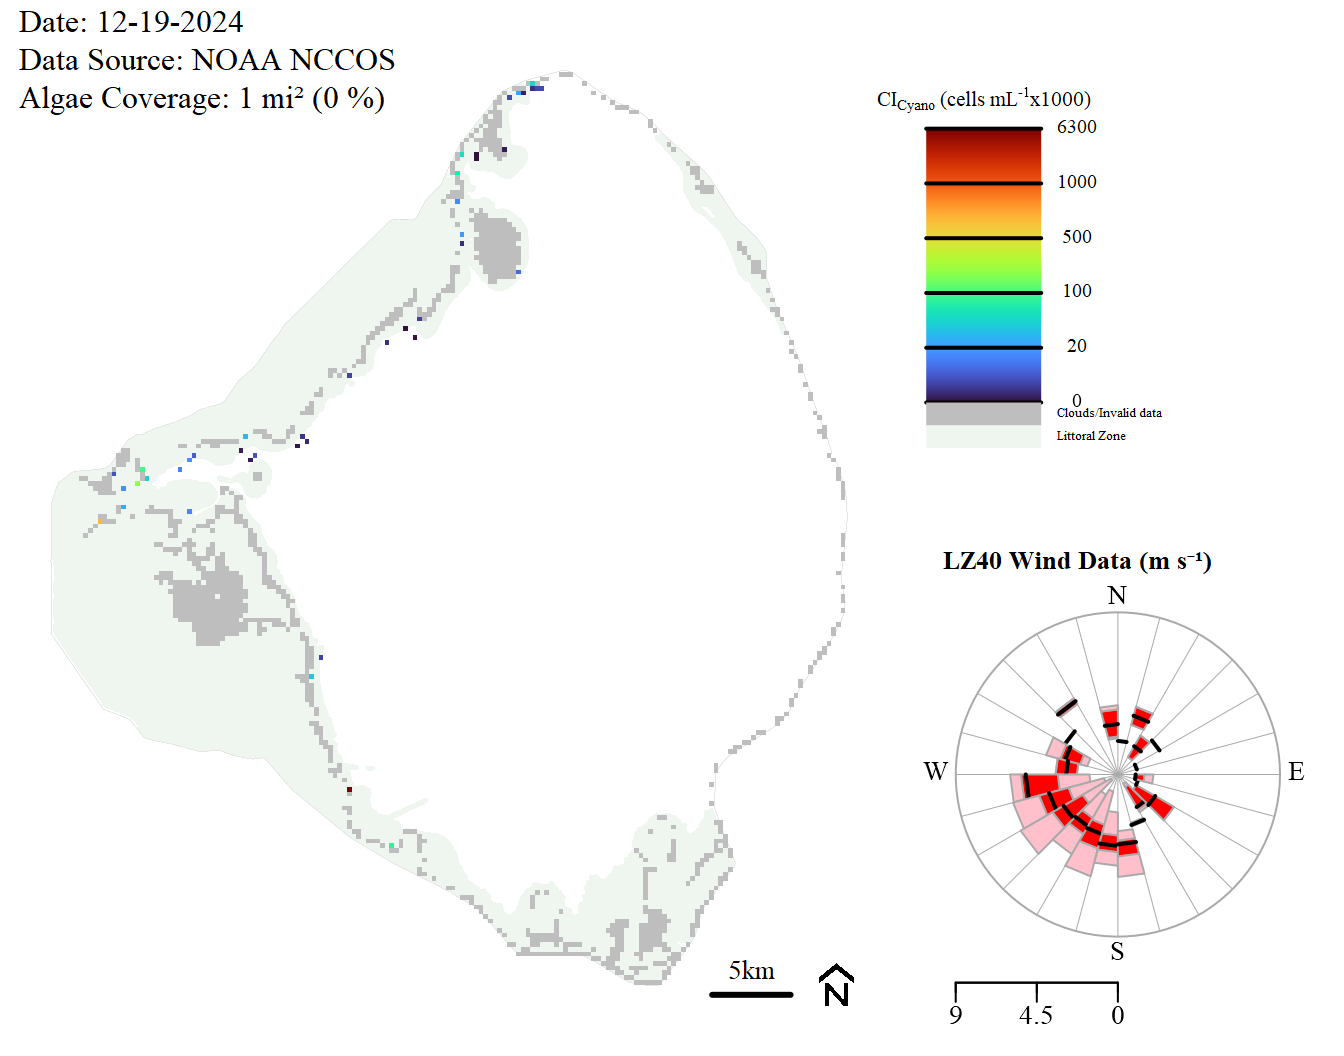 Date: 12-19-2024
Data Source: NOAA NCCOS
Algae Coverage: 1 mi² (0 %)
CICyano (cells mL-1x1000)
6300
1000
500
100
20
0
Clouds/Invalid data
Littoral Zone
LZ40 Wind Data (m s⁻¹)
N
W
E
S
5km
N
9 4.5 0